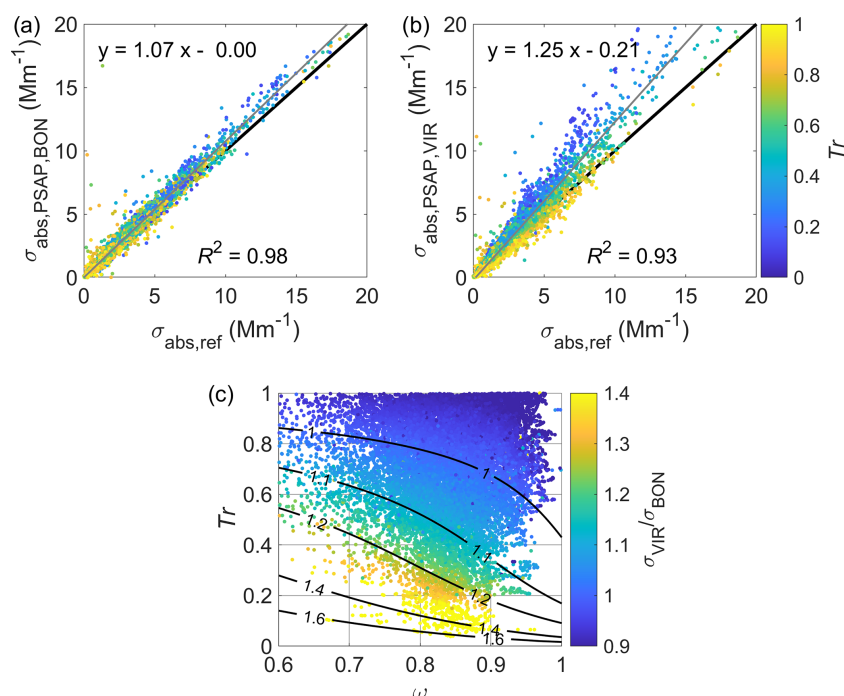 (a)
y = 1.07 x - 0.00
R² = 0.98
σabs,PSAP,BON (Mm⁻¹)
20
15
10
5
0
0 5 10 15 20
σabs,ref (Mm⁻¹)
(b)
y = 1.25 x - 0.21
R² = 0.93
σabs,PSAP,VIR (Mm⁻¹)
20
15
10
5
0
0 5 10 15 20
σabs,ref (Mm⁻¹)
1
0.8
0.6
0.4
0.2
0
Tr
(c)
Tr
1
0.8
0.6
0.4
0.2
0
1
1
1.1
1.1
1.2
1.2
1.4
1.4
1.6
1.6
0.6 0.7 0.8 0.9 1
1.4
1.3
1.2
1.1
1
0.9
σVIR/σBON